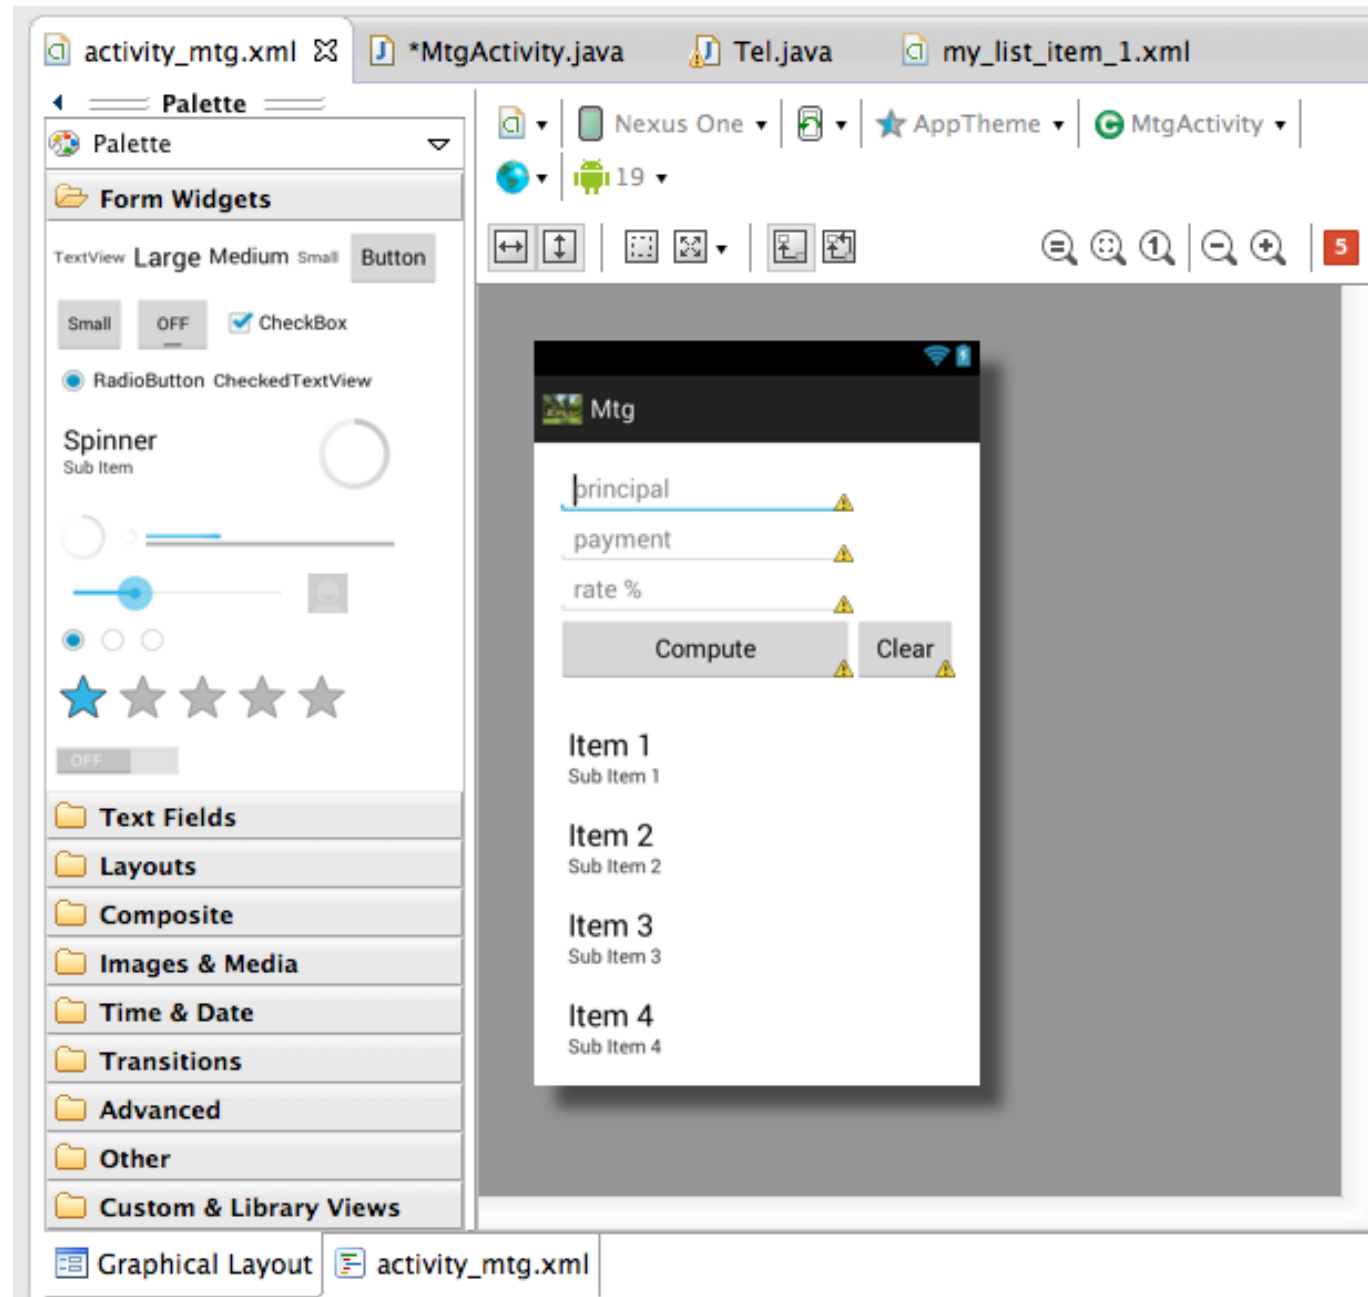 activity_mtg.xml
*MtgActivity.java
Tel.java
my_list_item_1.xml
Palette
Palette
Form Widgets
TextView Large Medium Small Button
Small OFF CheckBox
RadioButton CheckedTextView
Spinner
Sub Item
OFF
Text Fields
Layouts
Composite
Images & Media
Time & Date
Transitions
Advanced
Other
Custom & Library Views
Nexus One
AppTheme
MtgActivity
19
1
5
Mtg
principal
payment
rate %
Compute Clear
Item 1
Sub Item 1
Item 2
Sub Item 2
Item 3
Sub Item 3
Item 4
Sub Item 4
Graphical Layout
activity_mtg.xml